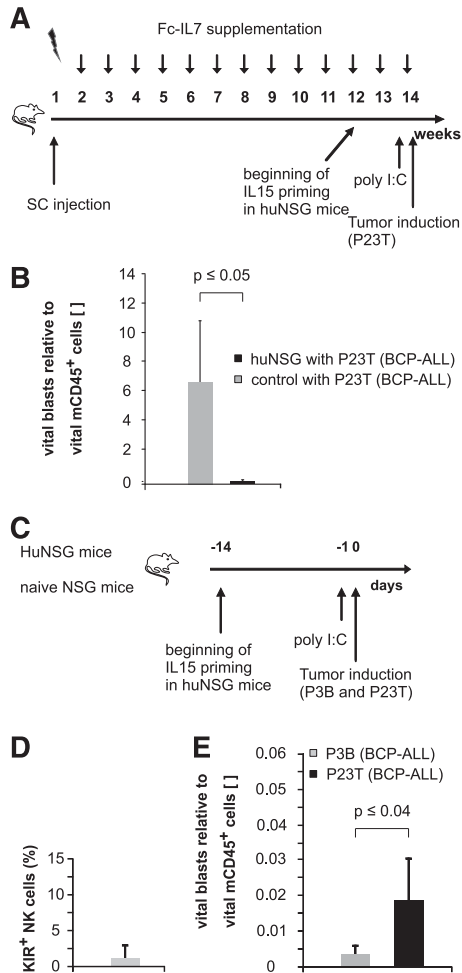 A
Fc-IL7 supplementation
1 2 3 4 5 6 7 8 9 10 11 12 13 14
weeks
SC injection
beginning of
IL15 priming
in huNSG mice
poly I:C
Tumor induction
(P23T)
B
vital blasts relative to
vital mCD45+ cells [ ]
14
12
10
8
6
4
2
0
p ≤ 0.05
huNSG with P23T (BCP-ALL)
control with P23T (BCP-ALL)
C
HuNSG mice
naive NSG mice
-14 -1 0
days
beginning of
IL15 priming
in huNSG mice
poly I:C
Tumor induction
(P3B and P23T)
D
KIR+ NK cells (%)
15
10
5
0
E
vital blasts relative to
vital mCD45+ cells [ ]
0.06
0.05
0.04
0.03
0.02
0.01
0
P3B (BCP-ALL)
P23T (BCP-ALL)
p ≤ 0.04